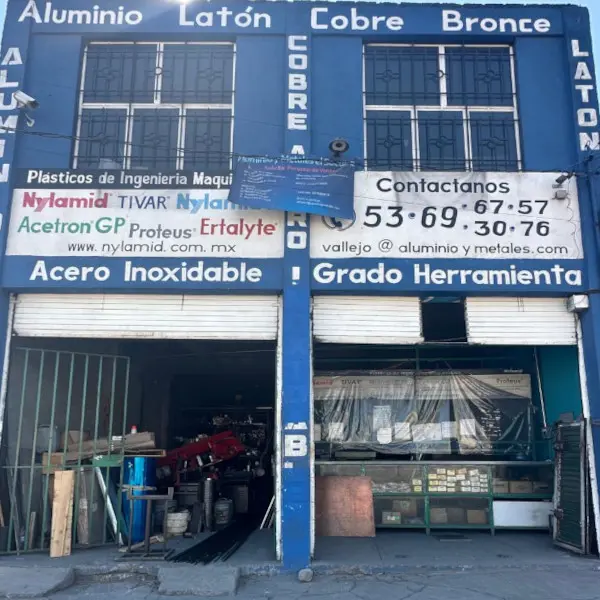 Aluminio Latón Cobre Bronce
COBRE
LATON
Plásticos de Ingenieria Maqui
Nylamid TIVAR Nylam
Acetron GP Proteus Ertalyte
www.nylamid.com.mx
Aluminio y Metales
Contactanos
53·69·67·57
30·76
vallejo @ aluminio y metales.com
Acero Inoxidable
Grado Herramienta
TIVAR
Proteus
B